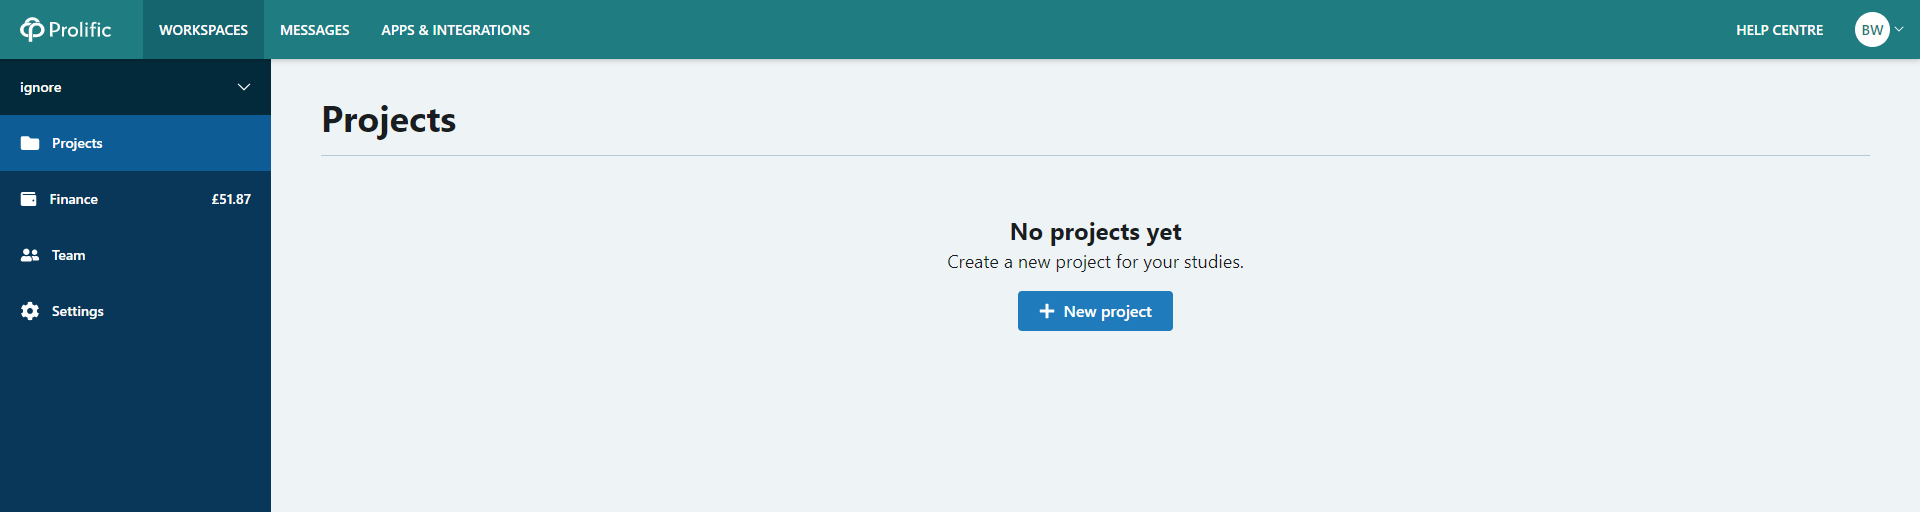 Prolific
WORKSPACES
MESSAGES
APPS & INTEGRATIONS
HELP CENTRE
BW
ignore
Projects
Finance
£51.87
Team
Settings
Projects
No projects yet
Create a new project for your studies.
New project